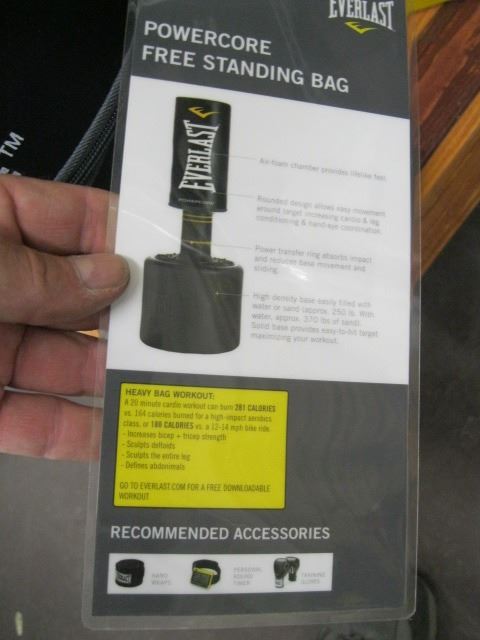 EVERLAST
POWERCORE
FREE STANDING BAG
EVERLAST
POWERCORE
Air-foam chamber provides lifelike feel.
Rounded design allows easy movement
around target increasing cardio & leg
conditioning & hand-eye coordination.
Power transfer ring absorbs impact
and reduces base movement and
sliding.
High density base easily filled with
water or sand (approx. 250 lb. With
water, approx. 370 lbs of sand).
Solid base provides easy-to-hit target
maximizing your workout.
TM
HEAVY BAG WORKOUT:
A 20 minute cardio workout can burn 281 CALORIES
vs. 164 calories burned for a high-impact aerobics
class, or 180 CALORIES vs. a 12-14 mph bike ride.
- Increases bicep + tricep strength
- Sculpts deltoids
- Sculpts the entire leg
- Defines abdominals
GO TO EVERLAST.COM FOR A FREE DOWNLOADABLE
WORKOUT
RECOMMENDED ACCESSORIES
HAND
WRAPS
PERSONAL
ROUND
TIMER
TRAINING
GLOVES